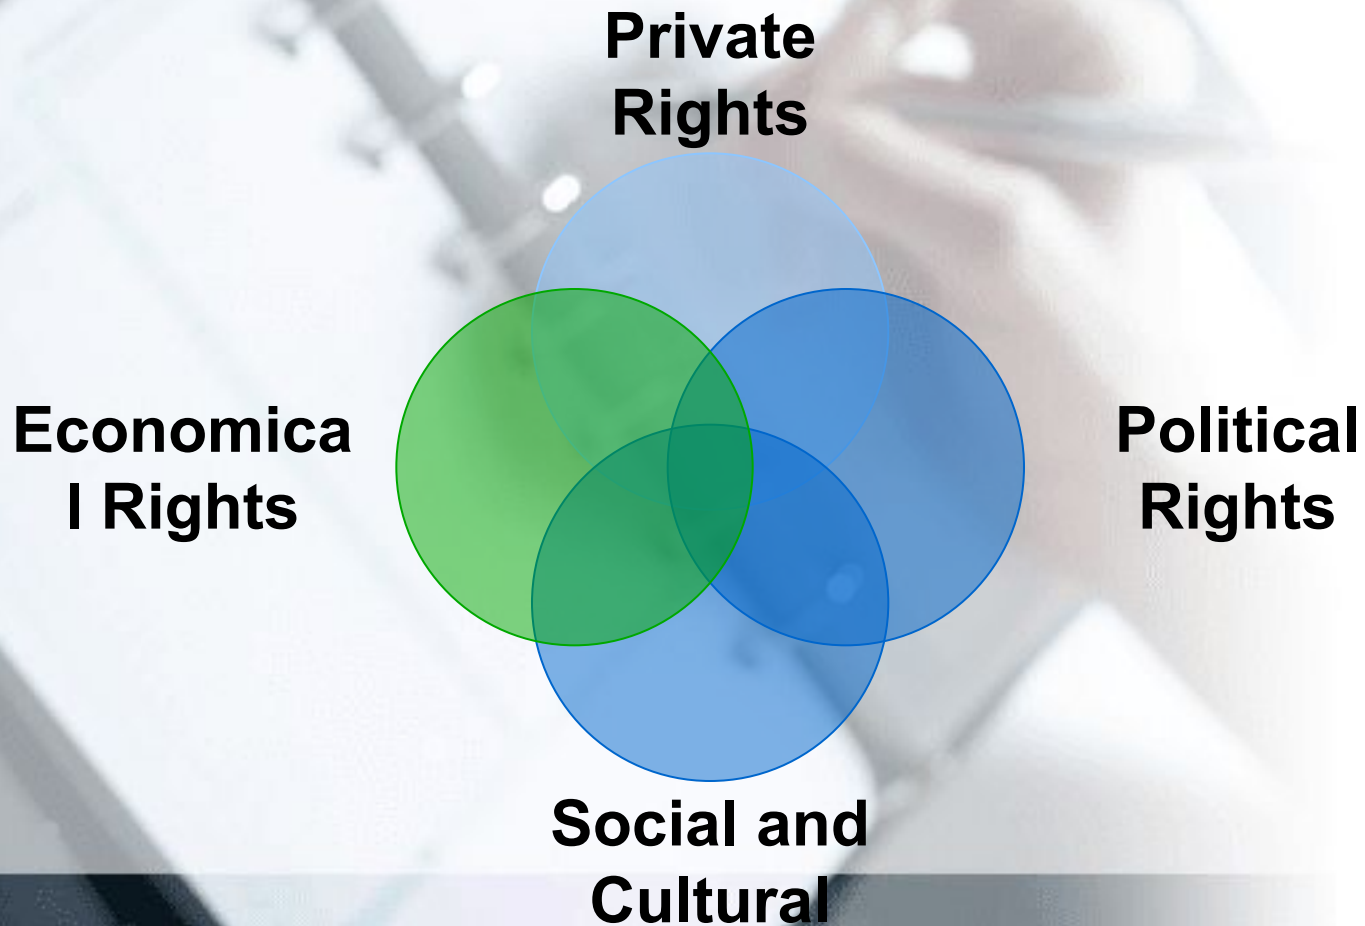 Private
Rights
Economica
l Rights
Political
Rights
Social and
Cultural